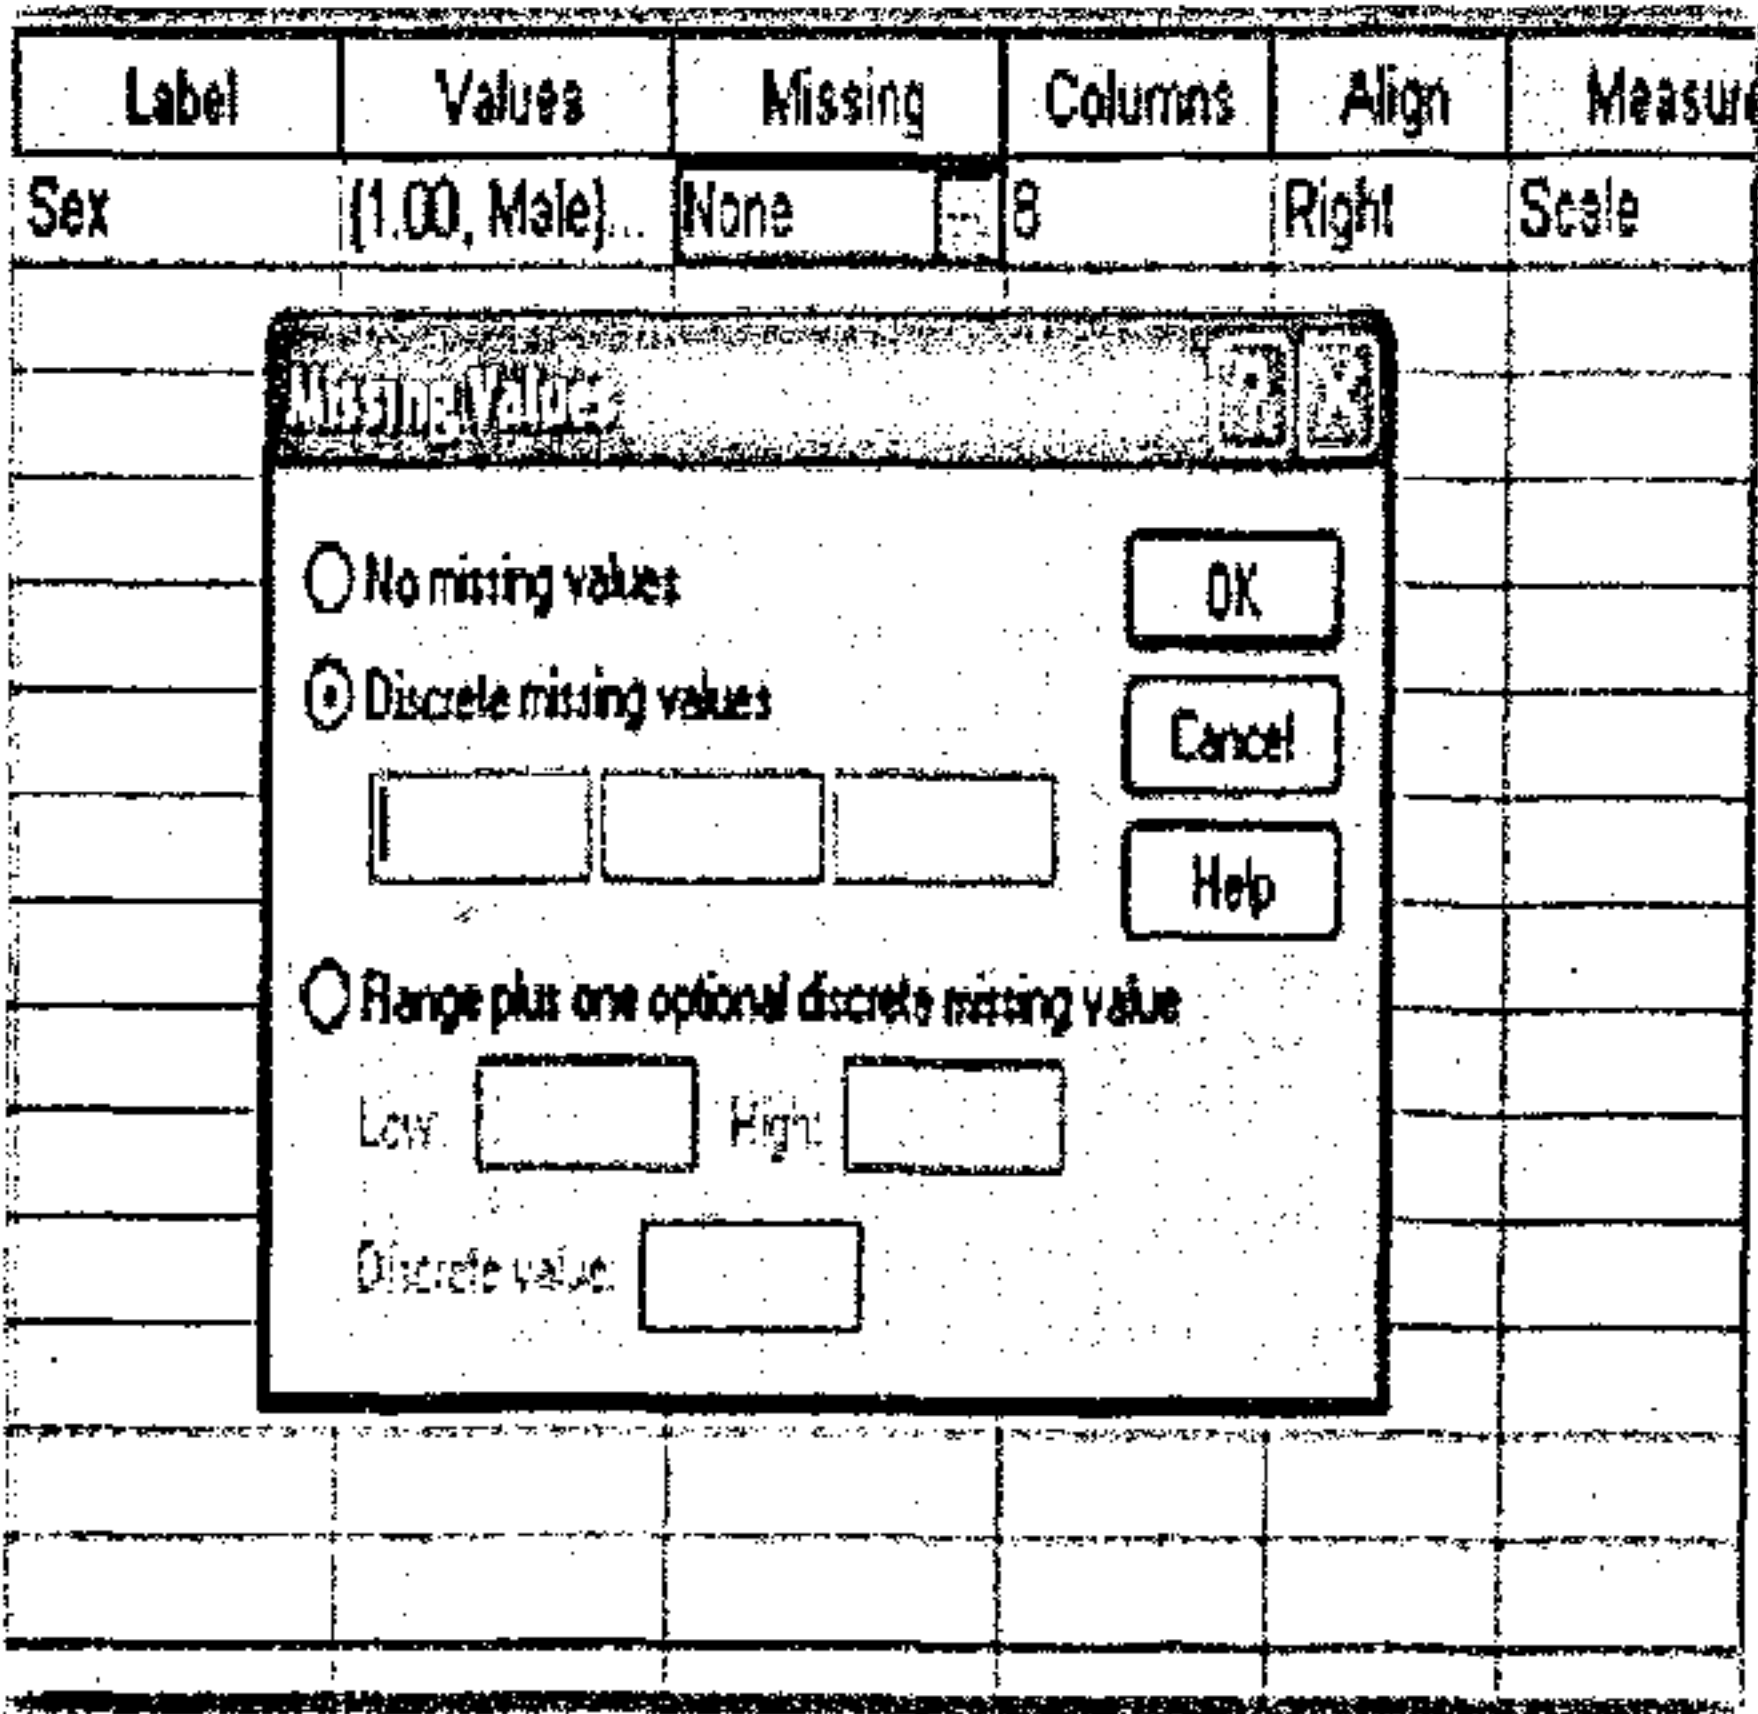 Label Values Missing Columns Align Measure
Sex {1.00, Male}... None ... 8 Right Scale
Missing Values
No missing values
OK
Discrete missing values
Cancel
Help
Range plus one optional discrete missing value
Low: High:
Discrete value: